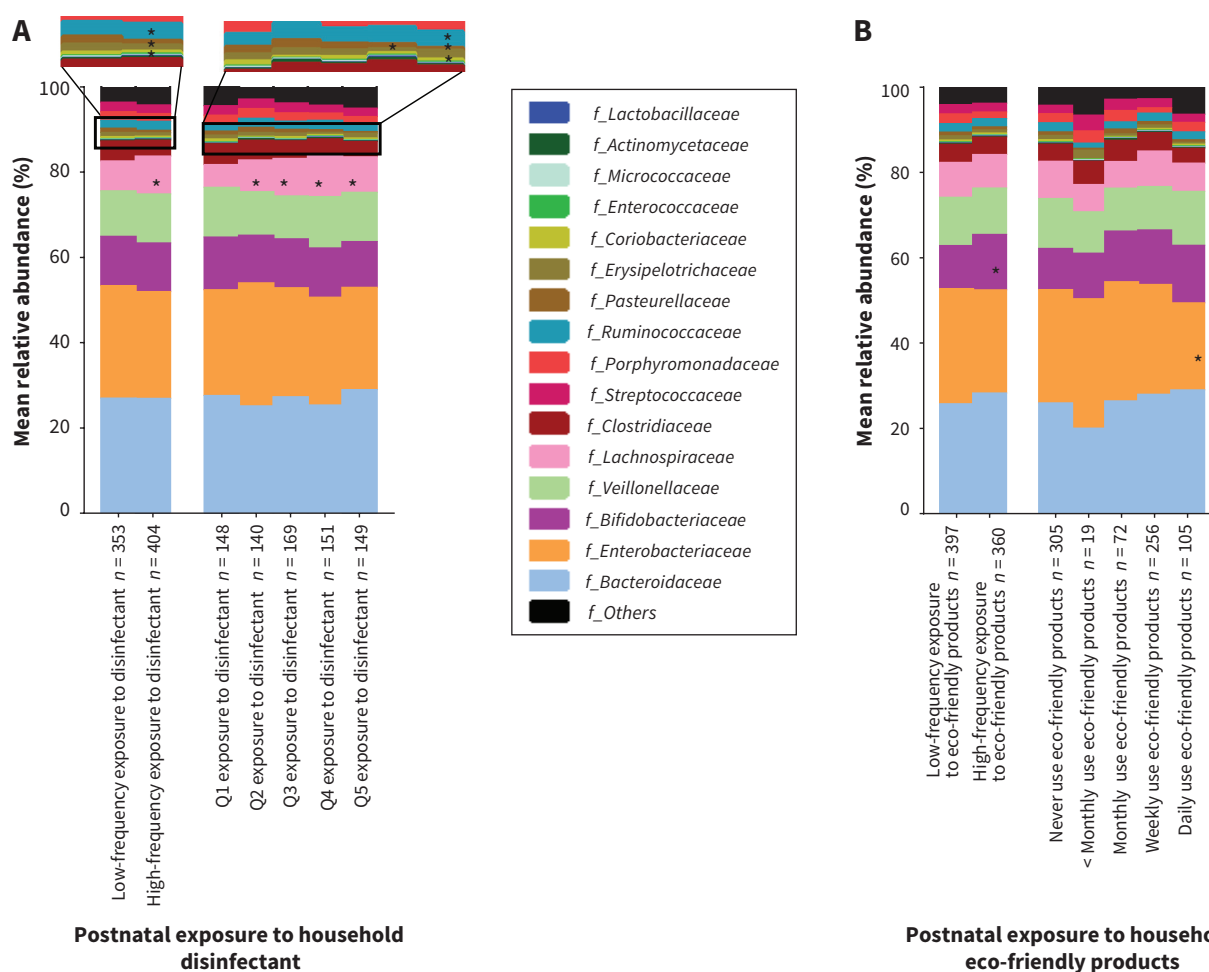 A
Mean relative abundance (%)
100
80
60
40
20
0
*
*
*
*
*
*
*
*
*
*
*
*
Low-frequency exposure to disinfectant n = 353
High-frequency exposure to disinfectant n = 404
Q1 exposure to disinfectant n = 148
Q2 exposure to disinfectant n = 140
Q3 exposure to disinfectant n = 169
Q4 exposure to disinfectant n = 151
Q5 exposure to disinfectant n = 149
Postnatal exposure to household
disinfectant
f_Lactobacillaceae
f_Actinomycetaceae
f_Micrococcaceae
f_Enterococcaceae
f_Coriobacteriaceae
f_Erysipelotrichaceae
f_Pasteurellaceae
f_Ruminococcaceae
f_Porphyromonadaceae
f_Streptococcaceae
f_Clostridiaceae
f_Lachnospiraceae
f_Veillonellaceae
f_Bifidobacteriaceae
f_Enterobacteriaceae
f_Bacteroidaceae
f_Others
B
Mean relative abundance (%)
100
80
60
40
20
0
*
*
Low-frequency exposure
to eco-friendly products n = 397
High-frequency exposure
to eco-friendly products n = 360
Never use eco-friendly products n = 305
< Monthly use eco-friendly products n = 19
Monthly use eco-friendly products n = 72
Weekly use eco-friendly products n = 256
Daily use eco-friendly products n = 105
Postnatal exposure to househo
eco-friendly products